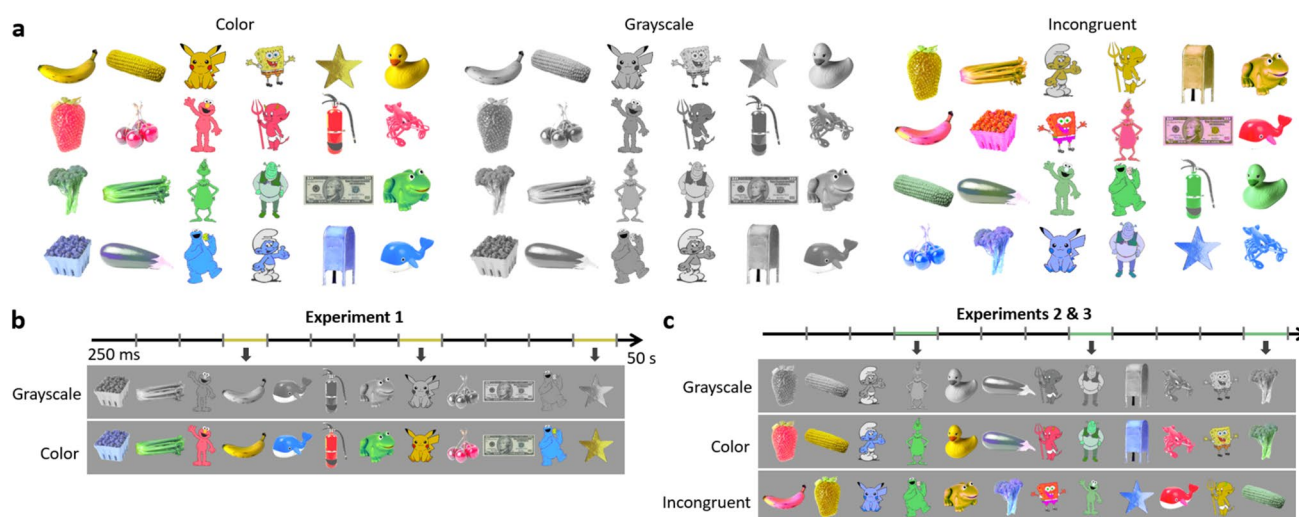 a
Color
Grayscale
Incongruent
b
Experiment 1
250 ms
50 s
Grayscale
Color
c
Experiments 2 & 3
Grayscale
Color
Incongruent